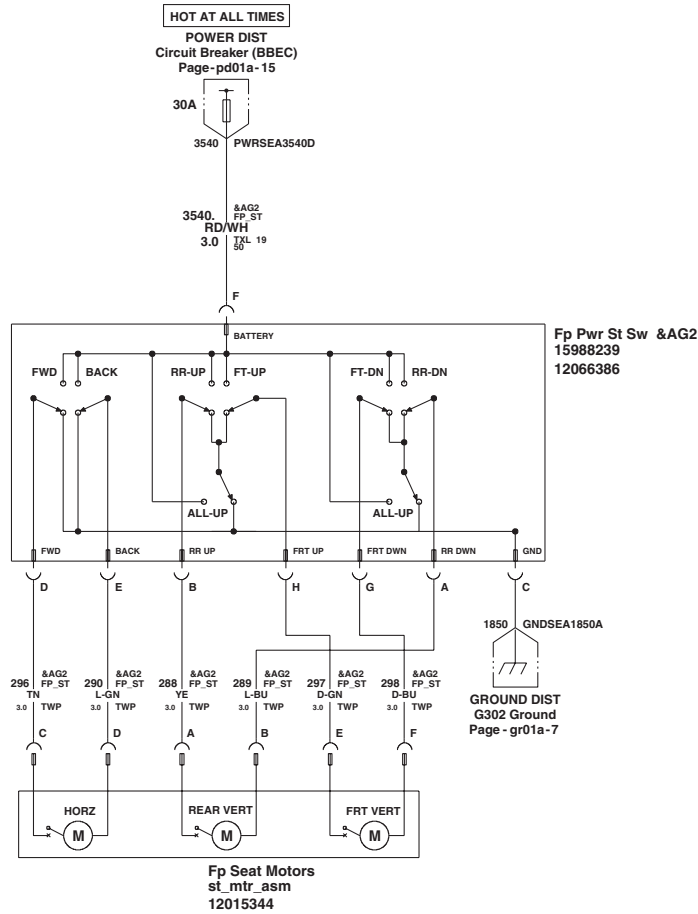 HOT AT ALL TIMES
POWER DIST
Circuit Breaker (BBEC)
Page-pd01a-15
30A
3540 PWRSEA3540D
3540. &AG2
FP_ST
RD/WH
3.0 TXL 19
50
F
BATTERY
Fp Pwr St Sw &AG2
15988239
12066386
FWD BACK RR-UP FT-UP FT-DN RR-DN
ALL-UP ALL-UP
FWD BACK RR UP FRT UP FRT DWN RR DWN GND
D E B H G A C
1850 GNDSEA1850A
296 &AG2 FP_ST TN 3.0 TWP
290 &AG2 FP_ST L-GN 3.0 TWP
288 &AG2 FP_ST YE 3.0 TWP
289 &AG2 FP_ST L-BU 3.0 TWP
297 &AG2 FP_ST D-GN 3.0 TWP
298 &AG2 FP_ST D-BU 3.0 TWP
GROUND DIST
G302 Ground
Page - gr01a-7
C D A B E F
HORZ REAR VERT FRT VERT
M M M
Fp Seat Motors
st_mtr_asm
12015344